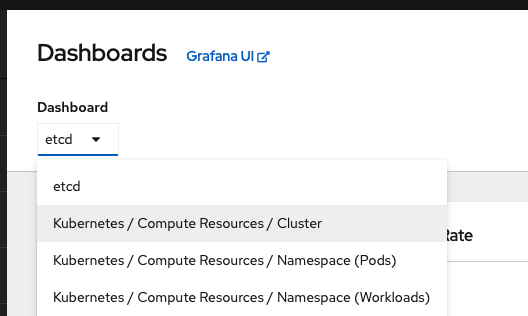 Dashboards Grafana UI
Dashboard
etcd
etcd
Kubernetes / Compute Resources / Cluster
Rate
Kubernetes / Compute Resources / Namespace (Pods)
Kubernetes / Compute Resources / Namespace (Workloads)